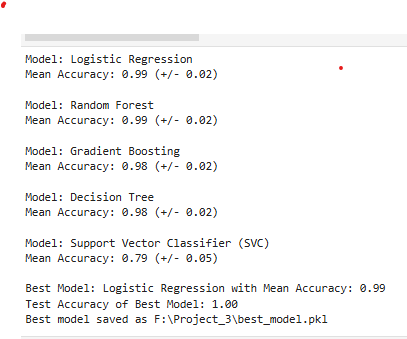 Model: Logistic Regression
Mean Accuracy: 0.99 (+/- 0.02)
Model: Random Forest
Mean Accuracy: 0.99 (+/- 0.02)
Model: Gradient Boosting
Mean Accuracy: 0.98 (+/- 0.02)
Model: Decision Tree
Mean Accuracy: 0.98 (+/- 0.02)
Model: Support Vector Classifier (SVC)
Mean Accuracy: 0.79 (+/- 0.05)
Best Model: Logistic Regression with Mean Accuracy: 0.99
Test Accuracy of Best Model: 1.00
Best model saved as F:\Project_3\best_model.pkl